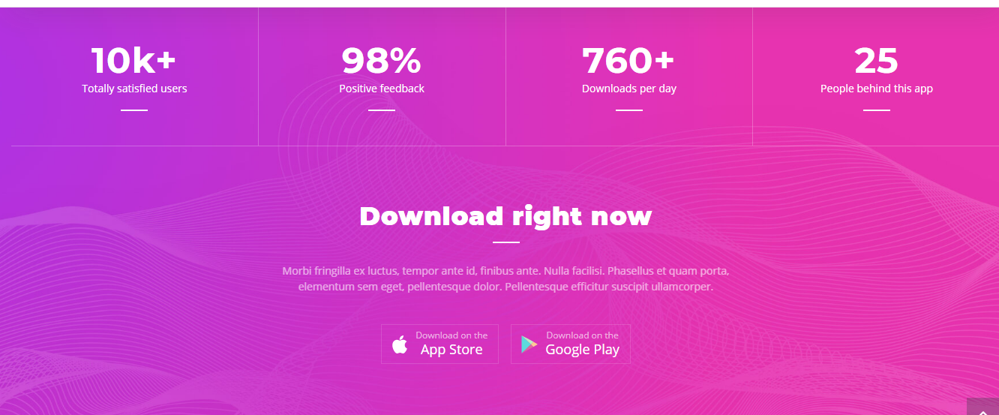 10k+
Totally satisfied users
98%
Positive feedback
760+
Downloads per day
25
People behind this app
Download right now
Morbi fringilla ex luctus, tempor ante id, finibus ante. Nulla facilisi. Phasellus et quam porta,
elementum sem eget, pellentesque dolor. Pellentesque efficitur suscipit ullamcorper.
Download on the
App Store
Download on the
Google Play